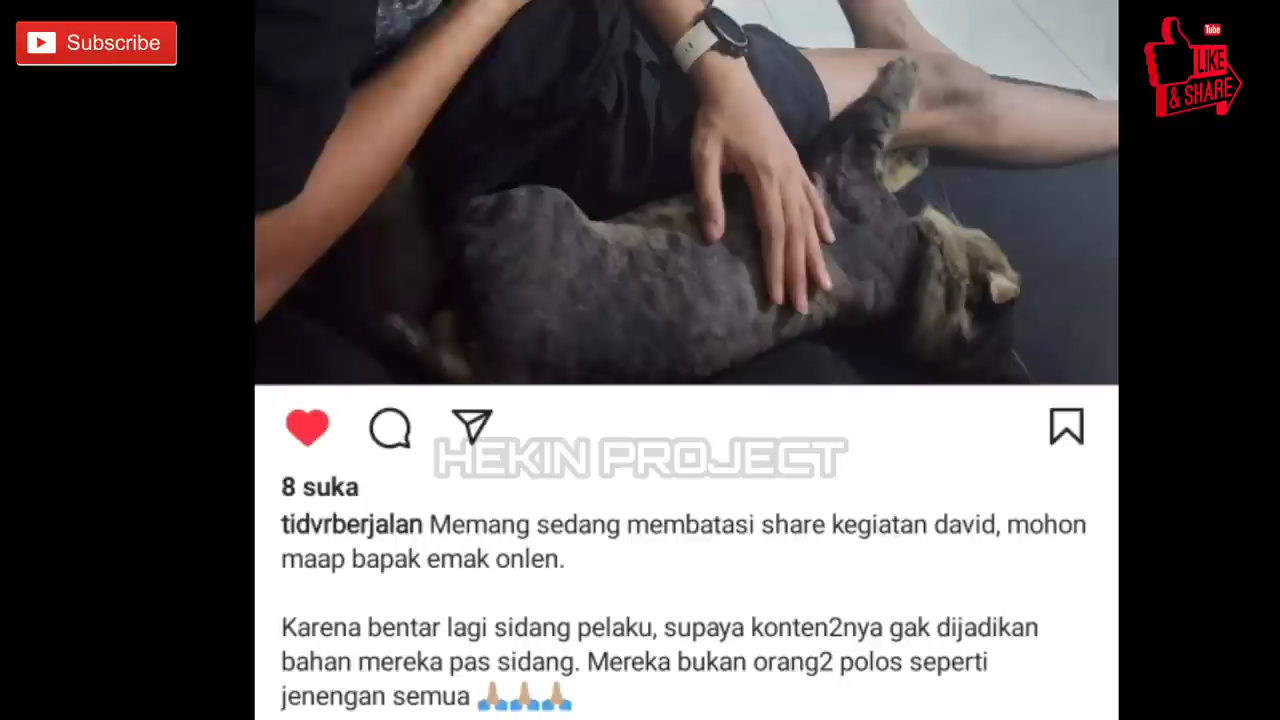 Subscribe
Tube
LIKE
& SHARE
HEKIN PROJECT
8 suka
tidvrberjalan Memang sedang membatasi share kegiatan david, mohon
maap bapak emak onlen.
Karena bentar lagi sidang pelaku, supaya konten2nya gak dijadikan
bahan mereka pas sidang. Mereka bukan orang2 polos seperti
jenengan semua 🙏🏼🙏🏼🙏🏼